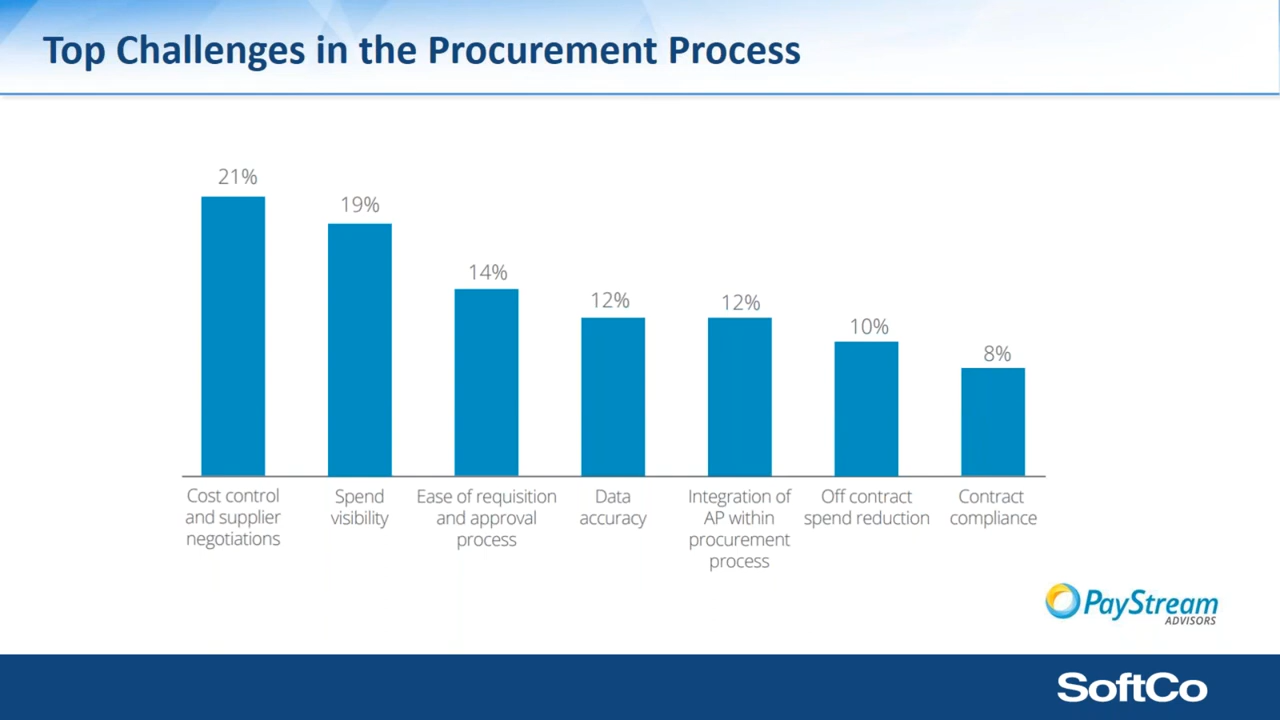 Top Challenges in the Procurement Process
21%
19%
14%
12%
12%
10%
8%
Cost control
and supplier
negotiations
Spend
visibility
Ease of requisition
and approval
process
Data
accuracy
Integration of
AP within
procurement
process
Off contract
spend reduction
Contract
compliance
PayStream
ADVISORS
SoftCo